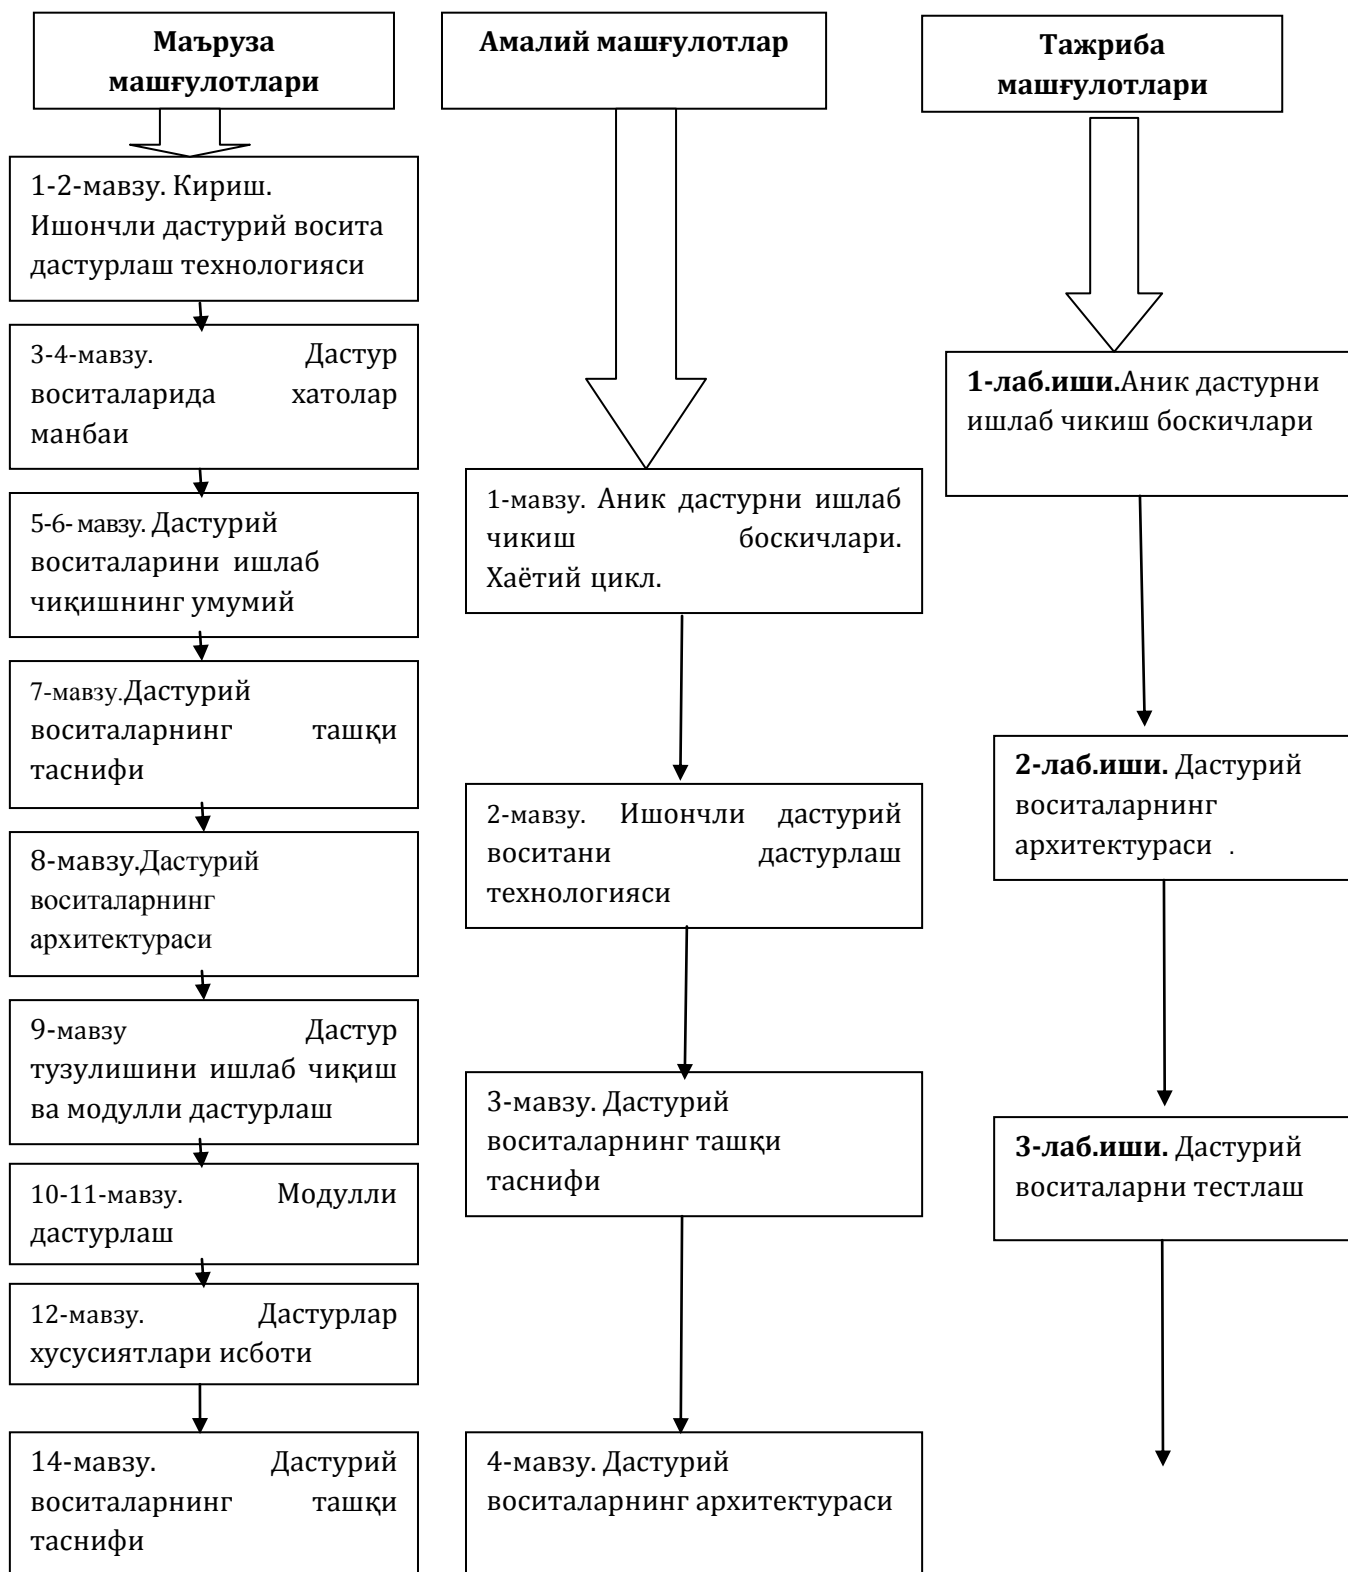 Маъруза
машғулотлари
1-2-мавзу. Кириш.
Ишончли дастурий восита
дастурлаш технологияси
3-4-мавзу. Дастур
воситаларида хатолар
манбаи
5-6- мавзу. Дастурий
воситаларини ишлаб
чиқишнинг умумий
7-мавзу.Дастурий
воситаларнинг ташқи
таснифи
8-мавзу.Дастурий
воситаларнинг
архитектураси
9-мавзу Дастур
тузулишини ишлаб чиқиш
ва модулли дастурлаш
10-11-мавзу. Модулли
дастурлаш
12-мавзу. Дастурлар
хусусиятлари исботи
14-мавзу. Дастурий
воситаларнинг ташқи
таснифи
Амалий машғулотлар
1-мавзу. Аник дастурни ишлаб
чикиш боскичлари.
Хаётий цикл.
2-мавзу. Ишончли дастурий
воситани дастурлаш
технологияси
3-мавзу. Дастурий
воситаларнинг ташқи
таснифи
4-мавзу. Дастурий
воситаларнинг архитектураси
Тажриба
машғулотлари
1-лаб.иши.Аник дастурни
ишлаб чикиш боскичлари
2-лаб.иши. Дастурий
воситаларнинг
архитектураси .
3-лаб.иши. Дастурий
воситаларни тестлаш